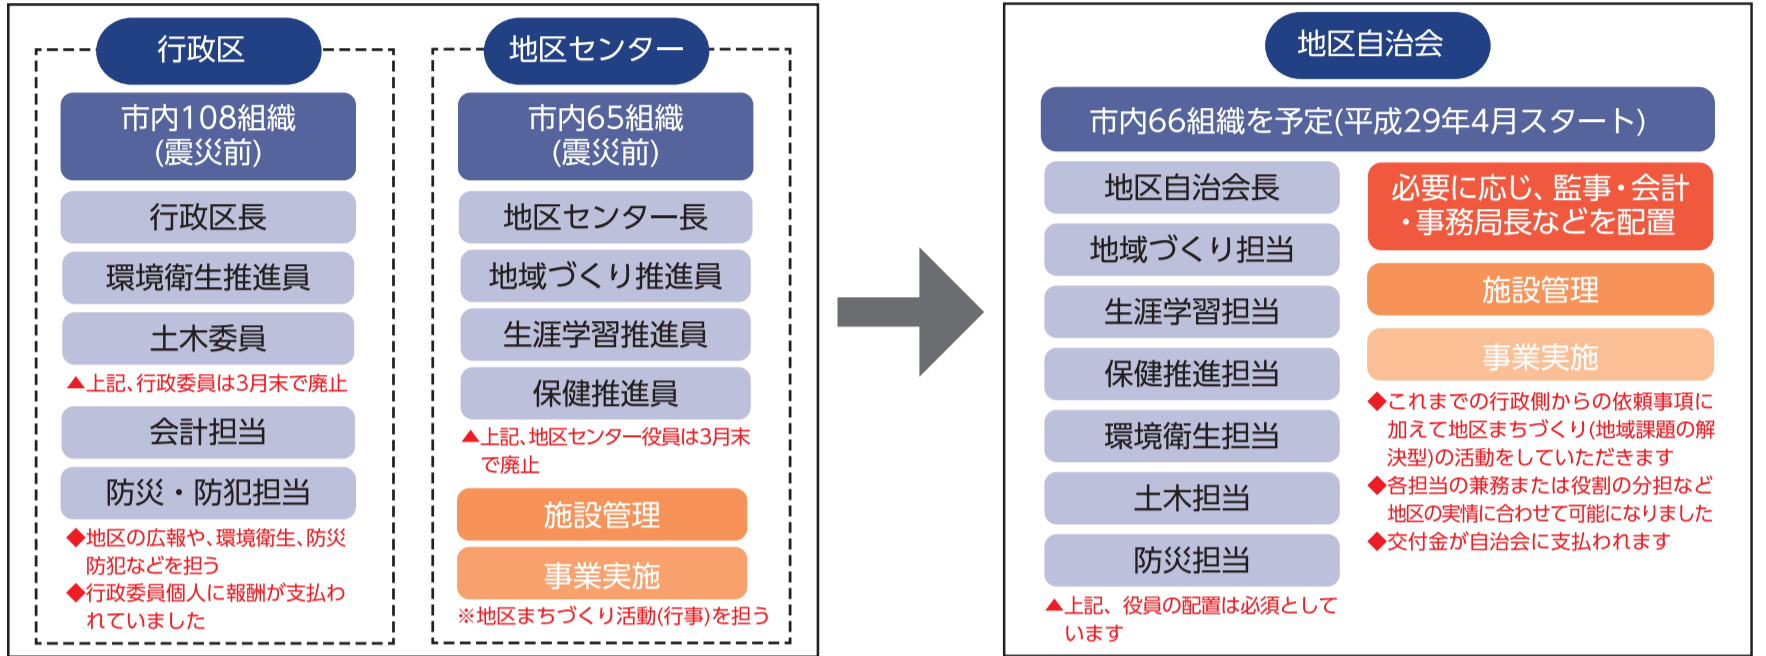 行政区
市内108組織
(震災前)
行政区長
環境衛生推進員
土木委員
▲上記、行政委員は3月末で廃止
会計担当
防災・防犯担当
◆地区の広報や、環境衛生、防災
防犯などを担う
◆行政委員個人に報酬が支払わ
れていました
地区センター
市内65組織
(震災前)
地区センター長
地域づくり推進員
生涯学習推進員
保健推進員
▲上記、地区センター役員は3月末
で廃止
施設管理
事業実施
※地区まちづくり活動(行事)を担う
地区自治会
市内66組織を予定(平成29年4月スタート)
地区自治会長
地域づくり担当
生涯学習担当
保健推進担当
環境衛生担当
土木担当
防災担当
▲上記、役員の配置は必須として
います
必要に応じ、監事・会計
・事務局長などを配置
施設管理
事業実施
◆これまでの行政側からの依頼事項に
加えて地区まちづくり(地域課題の解
決型)の活動をしていただきます
◆各担当の兼務または役割の分担など
地区の実情に合わせて可能になりました
◆交付金が自治会に支払われます